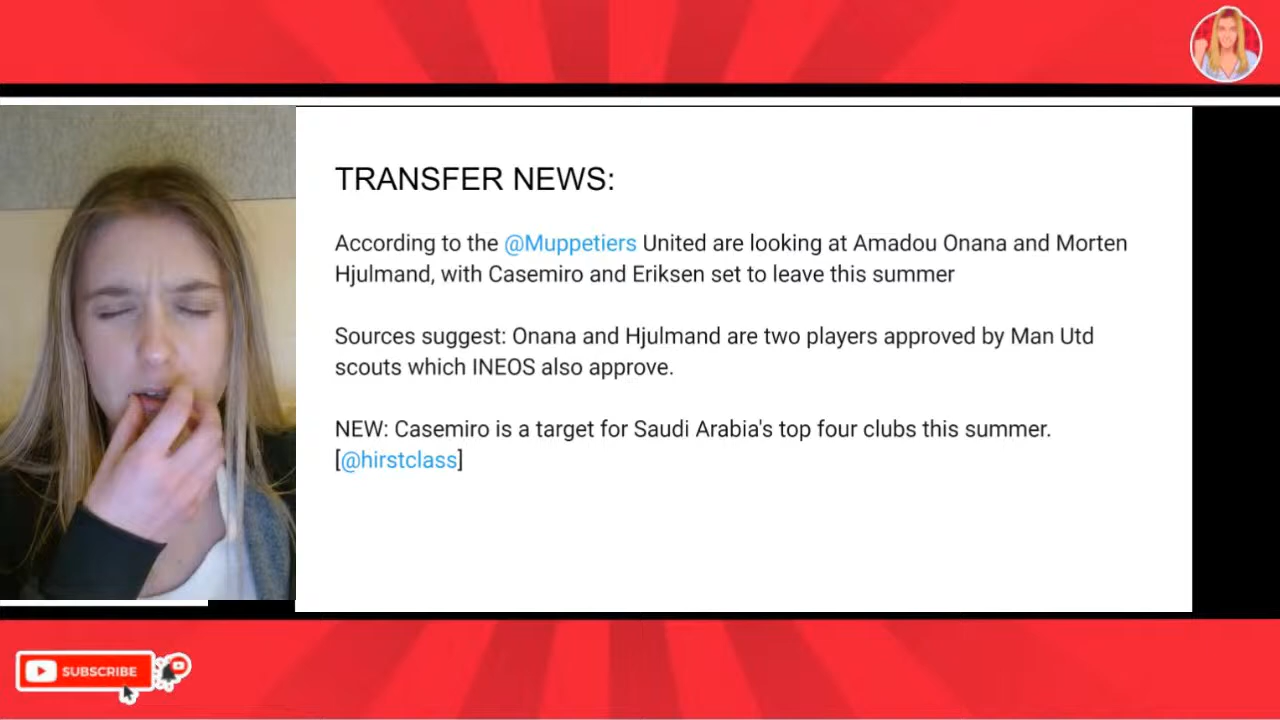 TRANSFER NEWS:
According to the @Muppetiers United are looking at Amadou Onana and Morten
Hjulmand, with Casemiro and Eriksen set to leave this summer
Sources suggest: Onana and Hjulmand are two players approved by Man Utd
scouts which INEOS also approve.
NEW: Casemiro is a target for Saudi Arabia's top four clubs this summer.
[@hirstclass]
SUBSCRIBE